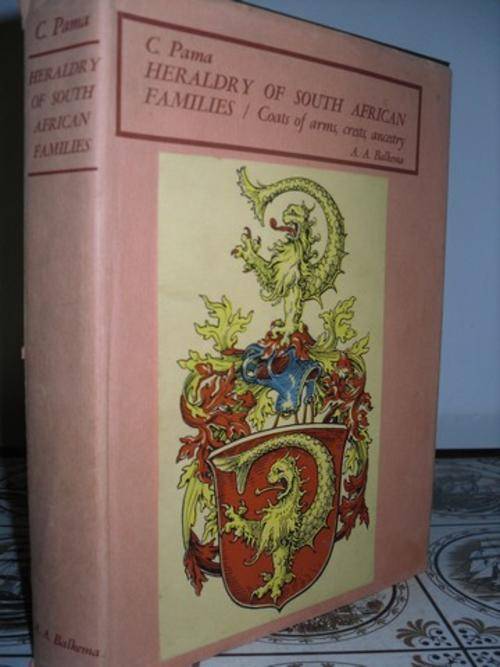 C. Pama
HERALDRY
OF SOUTH
AFRICAN
FAMILIES
A. A. Balkema
C. Pama
HERALDRY OF SOUTH AFRICAN
FAMILIES / Coats of arms, crests, ancestry
A. A. Balkema